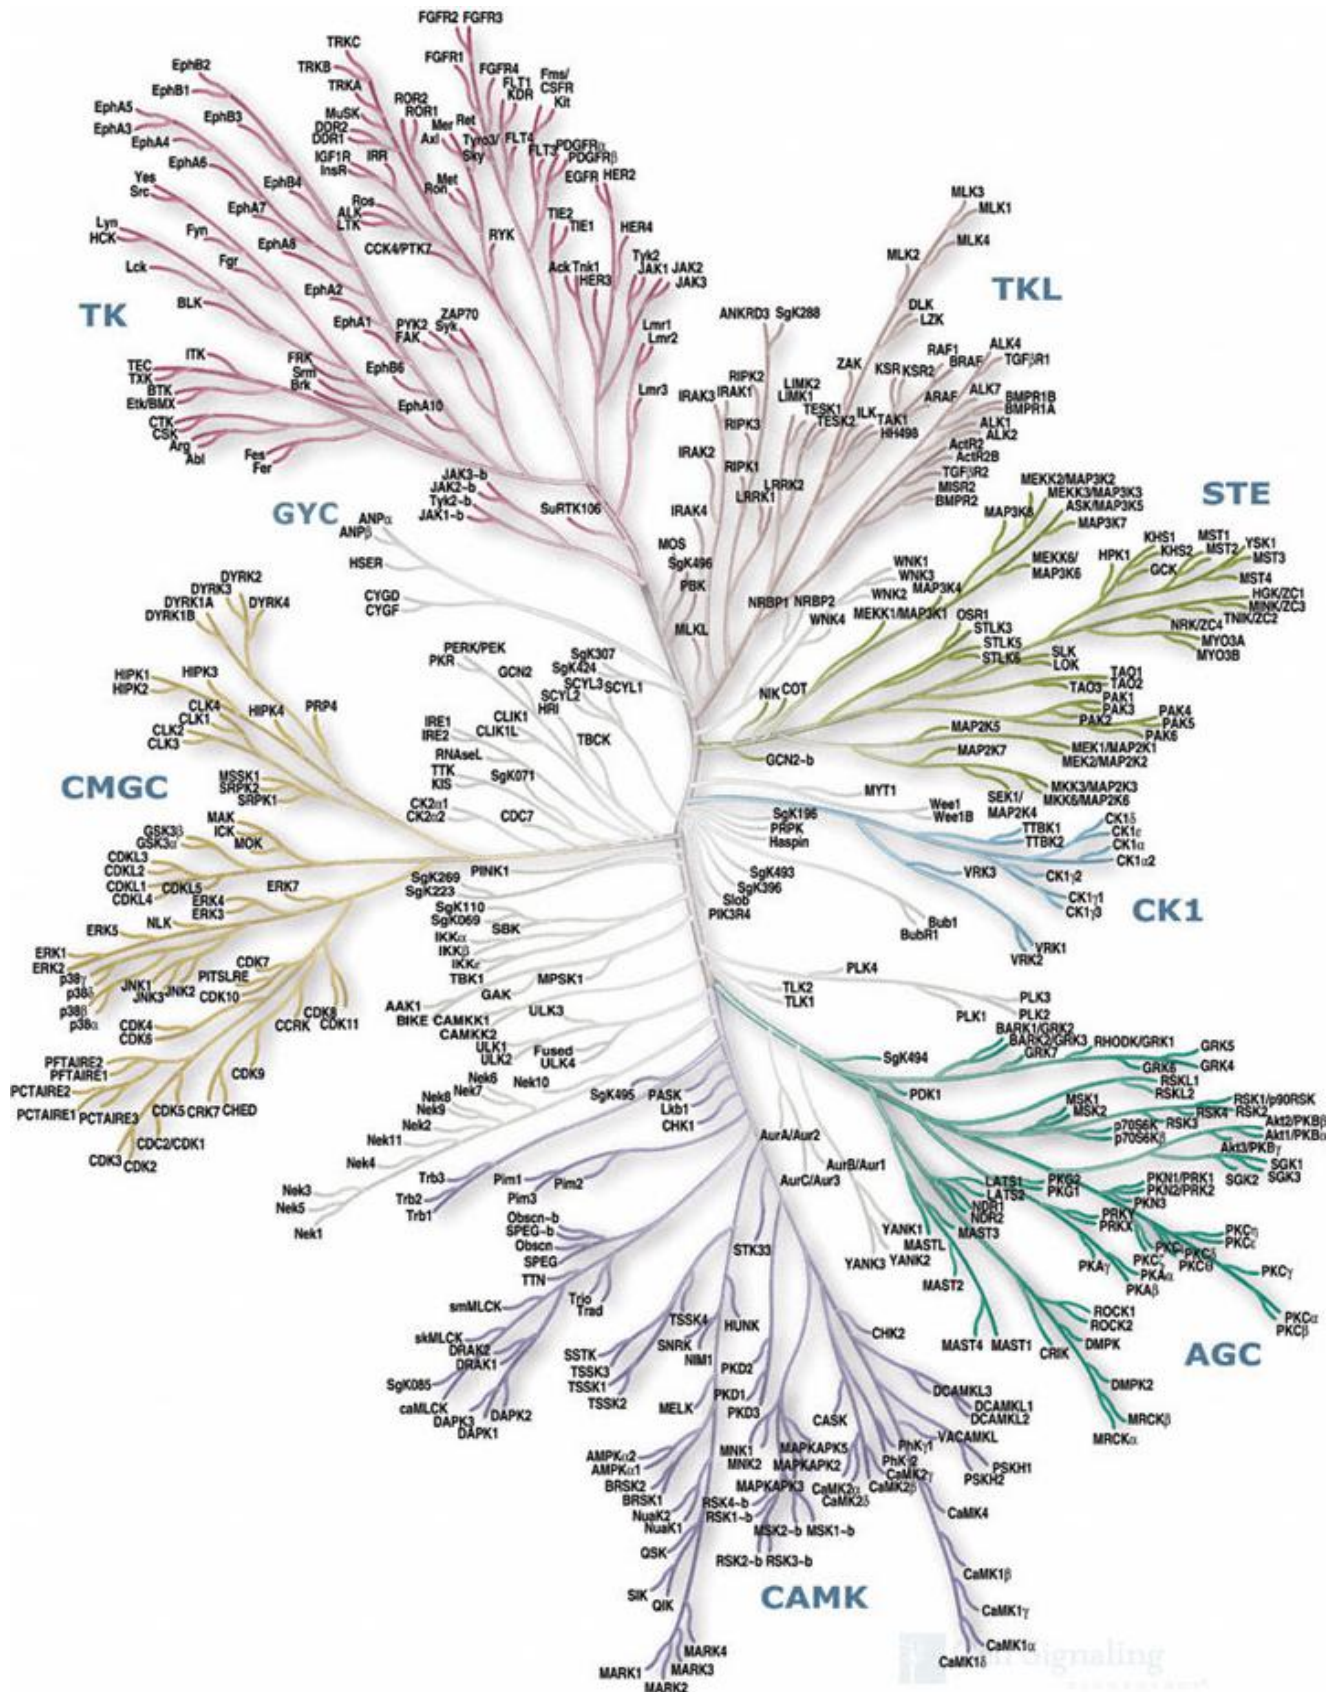 FGFR2 FGFR3
TRKC
FGFR1
TRKB
TRKA
FGFR4
FLT1
KDR
Fms/
CSFR
Kit
EphB2
EphB1
EphA5
EphA3
EphA4
EphB3
EphA6
ROR2
ROR1
MuSK
DDR2
DDR1
Mer
Ret
Axl
Tyro3/
Sky
FLT4
FLT3
PDGFRα
PDGFRβ
IGF1R
IRR
InsR
Met
Ron
EGFR HER2
Yes
Src
EphB4
EphA7
Ros
ALK
LTK
TIE2
TIE1
Lyn
HCK
Fyn
EphA8
CCK4/PTK7
RYK
HER4
Lck
Fgr
Ack
Tnk1
HER3
Tyk2
JAK1
JAK2
JAK3
BLK
EphA2
EphA1
TK
PYK2
FAK
ZAP70
Syk
Lmr1
Lmr2
ITK
TEC
TXK
BTK
Etk/BMX
FRK
Srm
Brk
EphB6
Lmr3
CTK
CSK
Arg
Abl
EphA10
Fes
Fer
JAK3~b
JAK2~b
Tyk2~b
JAK1~b
SuRTK106
MLK3
MLK1
MLK4
MLK2
TKL
ANKRD3
SgK288
DLK
LZK
ZAK
KSR
KSR2
RAF1
BRAF
ALK4
TGFβR1
IRAK3
RIPK2
IRAK1
LIMK2
LIMK1
TESK1
TESK2
ILK
TAK1
HH498
ARAF
ALK7
BMPR1B
BMPR1A
RIPK3
ALK1
ALK2
IRAK2
RIPK1
LRRK2
LRRK1
ActR2
ActR2B
TGFβR2
MISR2
BMPR2
IRAK4
MOS
SgK496
PBK
MLKL
NRBP1
NRBP2
WNK1
WNK3
WNK2
WNK4
STE
MEKK2/MAP3K2
MEKK3/MAP3K3
ASK/MAP3K5
MAP3K8
MAP3K7
MEKK6/
MAP3K6
MAP3K4
MEKK1/MAP3K1
KHS1
KHS2
HPK1
GCK
MST1
MST2
YSK1
MST3
MST4
HGK/ZC1
MINK/ZC3
TNIK/ZC2
NRK/ZC4
MYO3A
MYO3B
OSR1
STLK3
STLK5
STLK6
SLK
LOK
TAO1
TAO2
TAO3
PAK1
PAK3
PAK2
PAK4
PAK5
PAK6
NIK
COT
GCN2~b
MAP2K5
MAP2K7
MEK1/MAP2K1
MEK2/MAP2K2
MKK3/MAP2K3
MKK6/MAP2K6
SEK1/
MAP2K4
GYC
ANPα
ANPβ
HSER
CYGD
CYGF
PERK/PEK
PKR
GCN2
SgK307
SgK424
SCYL3
SCYL1
SCYL2
HRI
CLIK1
CLIK1L
TBCK
IRE1
IRE2
RNAseL
TTK
KIS
SgK071
CK2α1
CK2α2
CDC7
DYRK2
DYRK3
DYRK1A
DYRK4
DYRK1B
HIPK1
HIPK3
HIPK2
CLK4
CLK1
HIPK4
PRP4
CLK2
CLK3
CMGC
MSSK1
SRPK2
SRPK1
MAK
ICK
MOK
GSK3β
GSK3α
CDKL3
CDKL2
CDKL1
CDKL5
CDKL4
ERK7
ERK4
ERK3
NLK
ERK5
ERK1
ERK2
p38γ
p38δ
p38β
p38α
JNK1
JNK3
JNK2
CDK7
PITSLRE
CDK10
CDK4
CDK6
CCRK
CDK8
CDK11
PFTAIRE2
PFTAIRE1
PCTAIRE2
PCTAIRE1
PCTAIRE3
CDK9
CDK5
CRK7
CHED
CDC2/CDK1
CDK3
CDK2
PINK1
SgK269
SgK223
SgK110
SgK069
SBK
IKKα
IKKβ
IKKε
TBK1
MPSK1
GAK
AAK1
BIKE
CAMKK1
CAMKK2
ULK3
ULK1
ULK2
Fused
ULK4
Nek6
Nek10
Nek7
Nek8
Nek9
Nek2
Nek11
Nek4
Nek3
Nek5
Nek1
MYT1
Wee1
Wee1B
SgK196
PRPK
Haspin
SgK493
SgK396
Slob
PIK3R4
Bub1
BubR1
TTBK1
TTBK2
CK1δ
CK1ε
CK1α
CK1α2
VRK3
CK1γ2
CK1γ1
CK1γ3
CK1
VRK1
VRK2
PLK4
TLK2
TLK1
PLK3
PLK1
PLK2
SgK494
BARK1/GRK2
BARK2/GRK3
RHODK/GRK1
GRK7
GRK5
GRK6
GRK4
PDK1
RSKL1
RSKL2
MSK1
MSK2
RSK1/p90RSK
RSK4
RSK2
RSK3
p70S6K
p70S6Kβ
Akt2/PKBβ
Akt1/PKBα
Akt3/PKBγ
SGK1
SGK2
SGK3
LATS1
LATS2
NDR1
NDR2
PKG2
PKG1
PKN1/PRK1
PKN2/PRK2
PKN3
PRKY
PRKX
MAST3
MASTL
YANK1
YANK2
YANK3
MAST2
MAST4
MAST1
PKAγ
PKAα
PKAβ
PKCζ
PKCδ
PKCθ
PKCη
PKCε
PKCγ
PKCα
PKCβ
ROCK1
ROCK2
DMPK
CRIK
DMPK2
MRCKβ
MRCKα
AGC
AurA/Aur2
AurB/Aur1
AurC/Aur3
SgK495
PASK
Lkb1
CHK1
Trb3
Trb2
Trb1
Pim1
Pim2
Pim3
Obscn~b
SPEG~b
Obscn
SPEG
TTN
STK33
Trio
Trad
smMLCK
skMLCK
DRAK2
DRAK1
SgK085
caMLCK
DAPK3
DAPK2
DAPK1
TSSK4
HUNK
SNRK
NIM1
SSTK
TSSK3
TSSK1
TSSK2
CHK2
PKD2
PKD1
PKD3
MELK
DCAMKL3
DCAMKL1
DCAMKL2
CASK
VACAMKL
PhKγ1
PhKγ2
PSKH1
PSKH2
MNK1
MNK2
MAPKAPK5
MAPKAPK2
MAPKAPK3
CaMK2γ
CaMK2β
CaMK2α
CaMK2δ
AMPKα2
AMPKα1
BRSK2
BRSK1
NuaK2
NuaK1
QSK
SIK
QIK
RSK4~b
RSK1~b
MSK2~b
MSK1~b
RSK2~b
RSK3~b
CaMK4
CaMK1β
CaMK1γ
CaMK1α
CaMK1δ
CAMK
MARK4
MARK1
MARK3
MARK2
Signaling